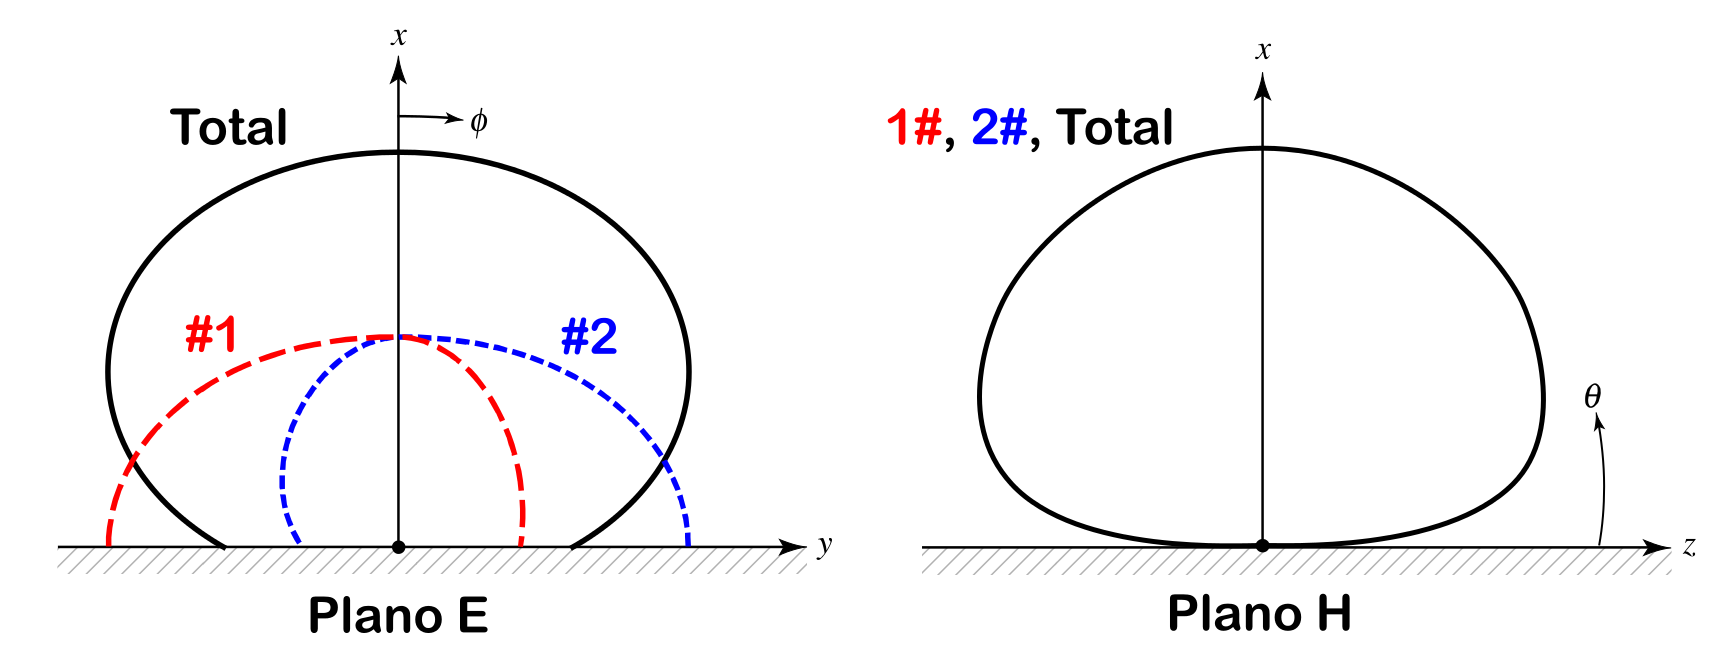 x
Total
ϕ
#1
#2
y
Plano E
x
1#, 2#, Total
θ
z
Plano H